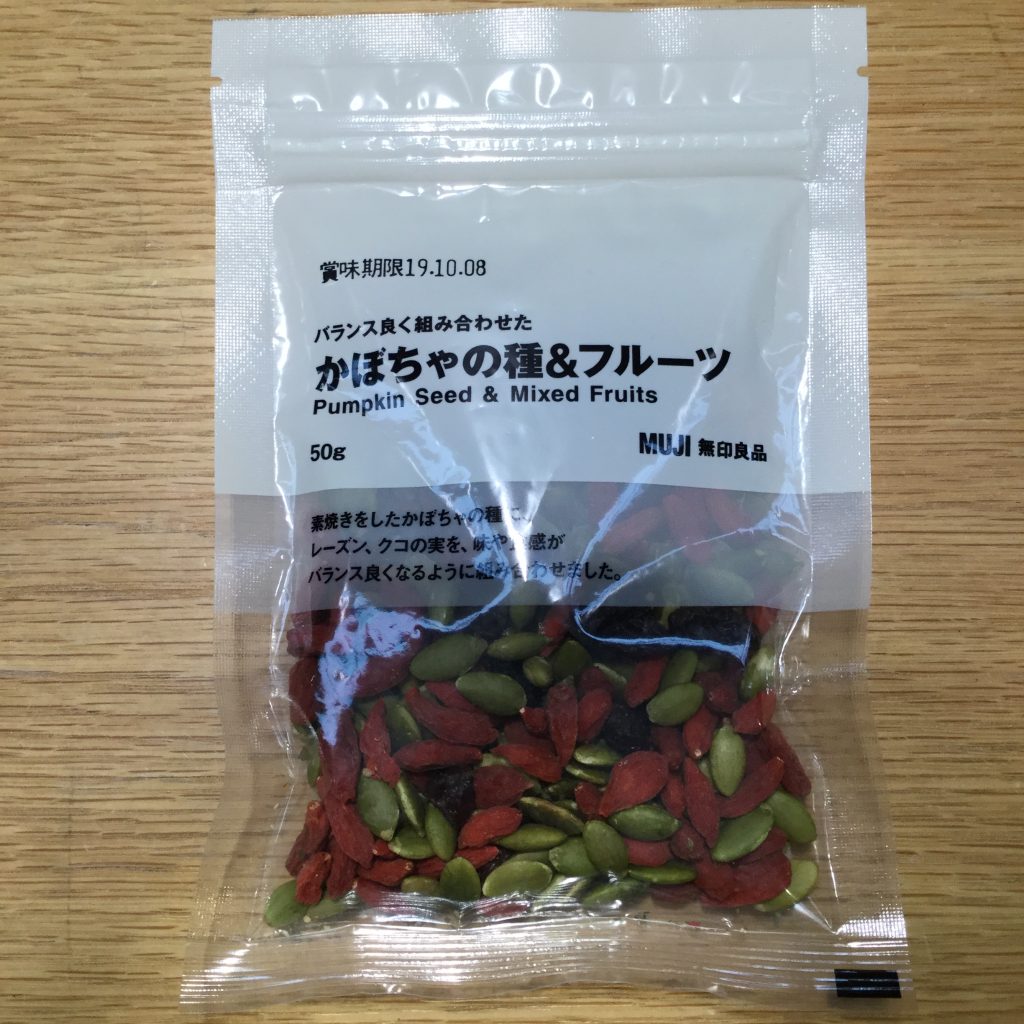 賞味期限19.10.08
バランス良く組み合わせた
かぼちゃの種&フルーツ
Pumpkin Seed & Mixed Fruits
50g
MUJI 無印良品
素焼きをしたかぼちゃの種に、
レーズン、クコの実を、味や食感が
バランス良くなるように組み合わせました。